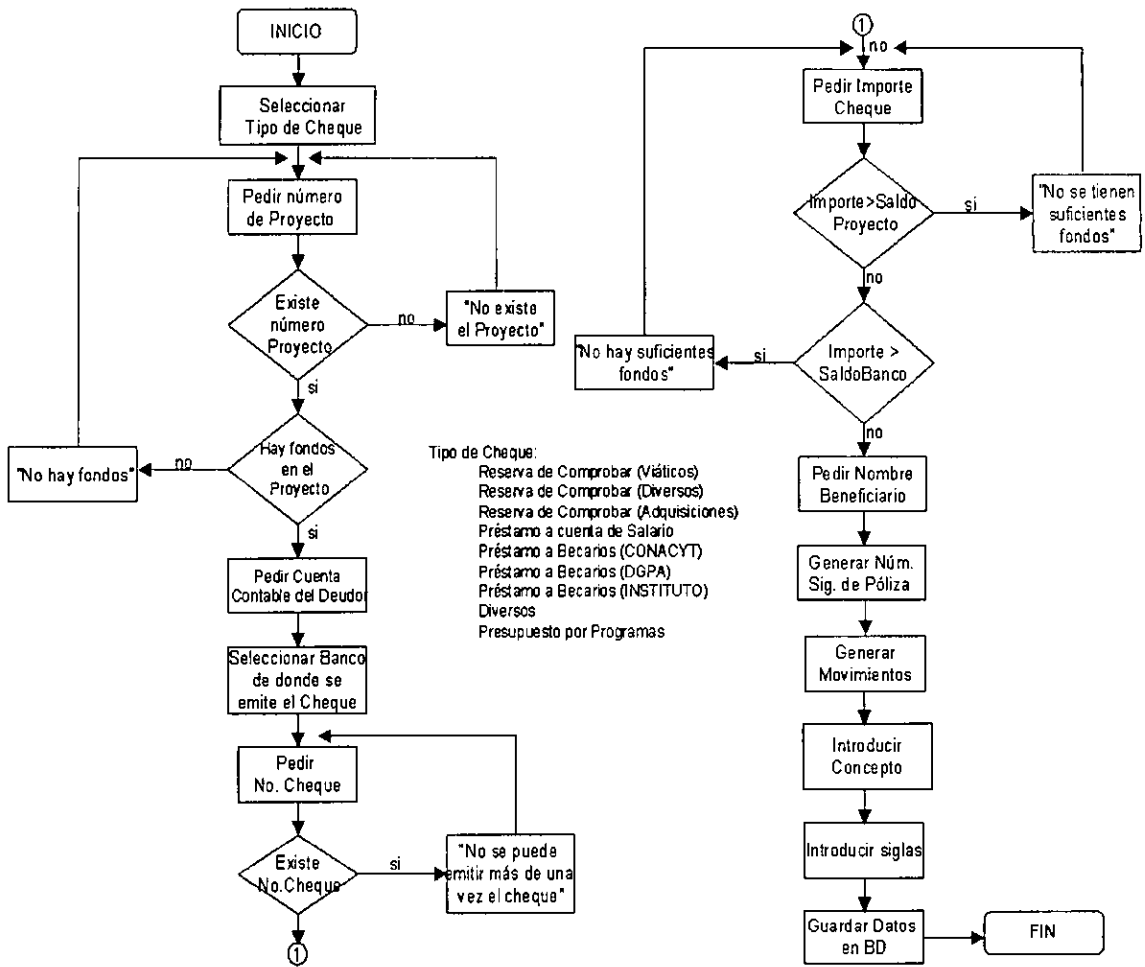 INICIO
Seleccionar
Tipo de Cheque
Pedir número
de Proyecto
Existe
número
Proyecto
no
"No existe
el Proyecto"
si
Hay fondos
en el
Proyecto
no
"No hay fondos"
si
Pedir Cuenta
Contable del Deudor
Seleccionar Banco
de donde se
emite el Cheque
Pedir
No. Cheque
Existe
No.Cheque
si
"No se puede
emitir más de una
vez el cheque"
1
Tipo de Cheque:
Reserva de Comprobar (Viáticos)
Reserva de Comprobar (Diversos)
Reserva de Comprobar (Adquisiciones)
Préstamo a cuenta de Salario
Préstamo a Becarios (CONACYT)
Préstamo a Becarios (DGPA)
Préstamo a Becarios (INSTITUTO)
Diversos
Presupuesto por Programas
1
no
Pedir Importe
Cheque
Importe>Saldo
Proyecto
si
"No se tienen
suficientes
fondos"
no
Importe >
SaldoBanco
si
"No hay suficientes
fondos"
no
Pedir Nombre
Beneficiario
Generar Núm.
Sig. de Póliza
Generar
Movimientos
Introducir
Concepto
Introducir siglas
Guardar Datos
en BD
FIN